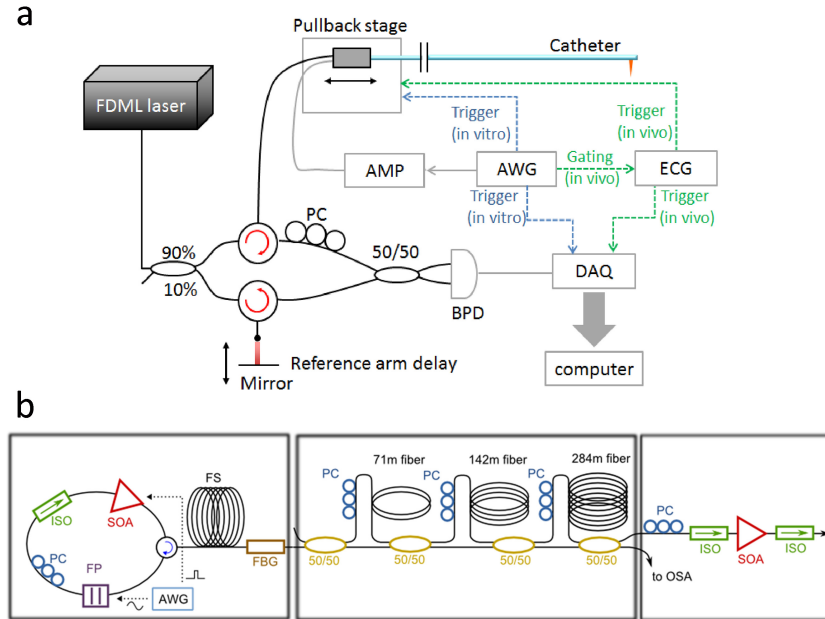 a
Pullback stage
Catheter
FDML laser
Trigger
(in vitro)
Trigger
(in vivo)
AMP
AWG
Gating
(in vivo)
ECG
Trigger
(in vitro)
Trigger
(in vivo)
PC
90%
10%
50/50
BPD
DAQ
Reference arm delay
Mirror
computer
b
ISO
SOA
FS
PC
FP
AWG
FBG
71m fiber
142m fiber
284m fiber
PC
PC
PC
50/50
50/50
50/50
50/50
PC
ISO
SOA
ISO
to OSA